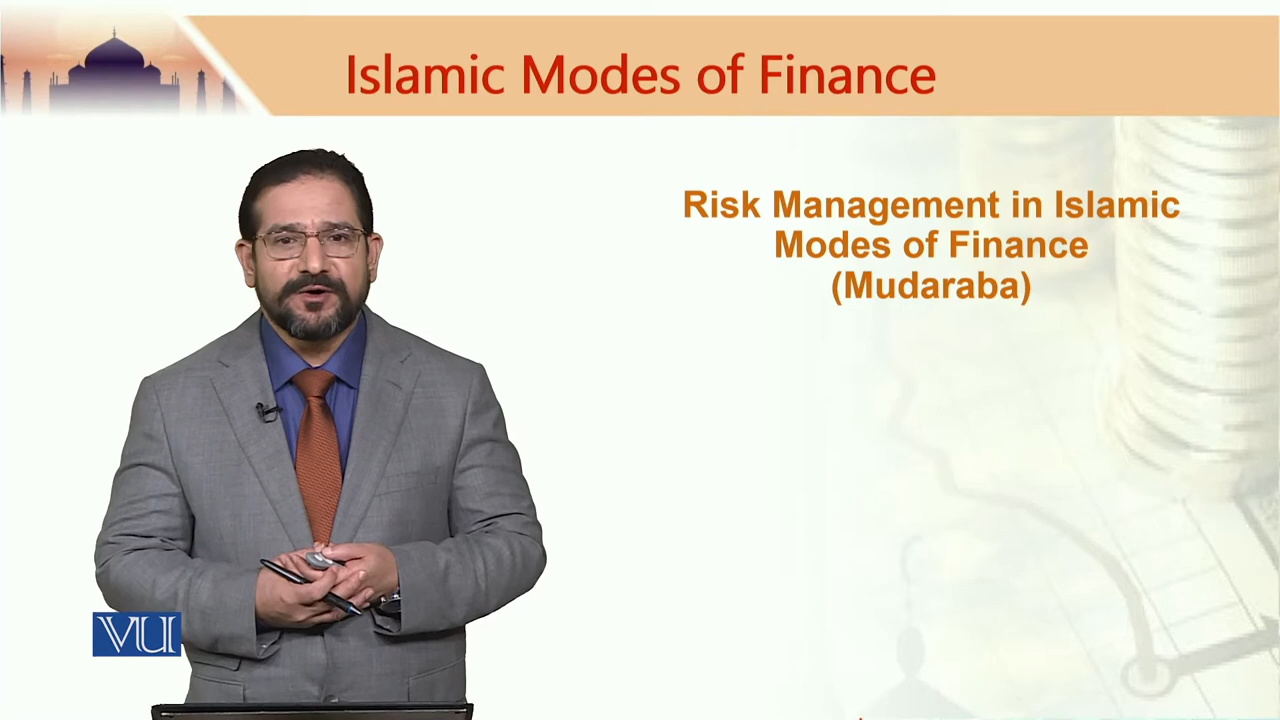 Islamic Modes of Finance
Risk Management in Islamic
Modes of Finance
(Mudaraba)
VU